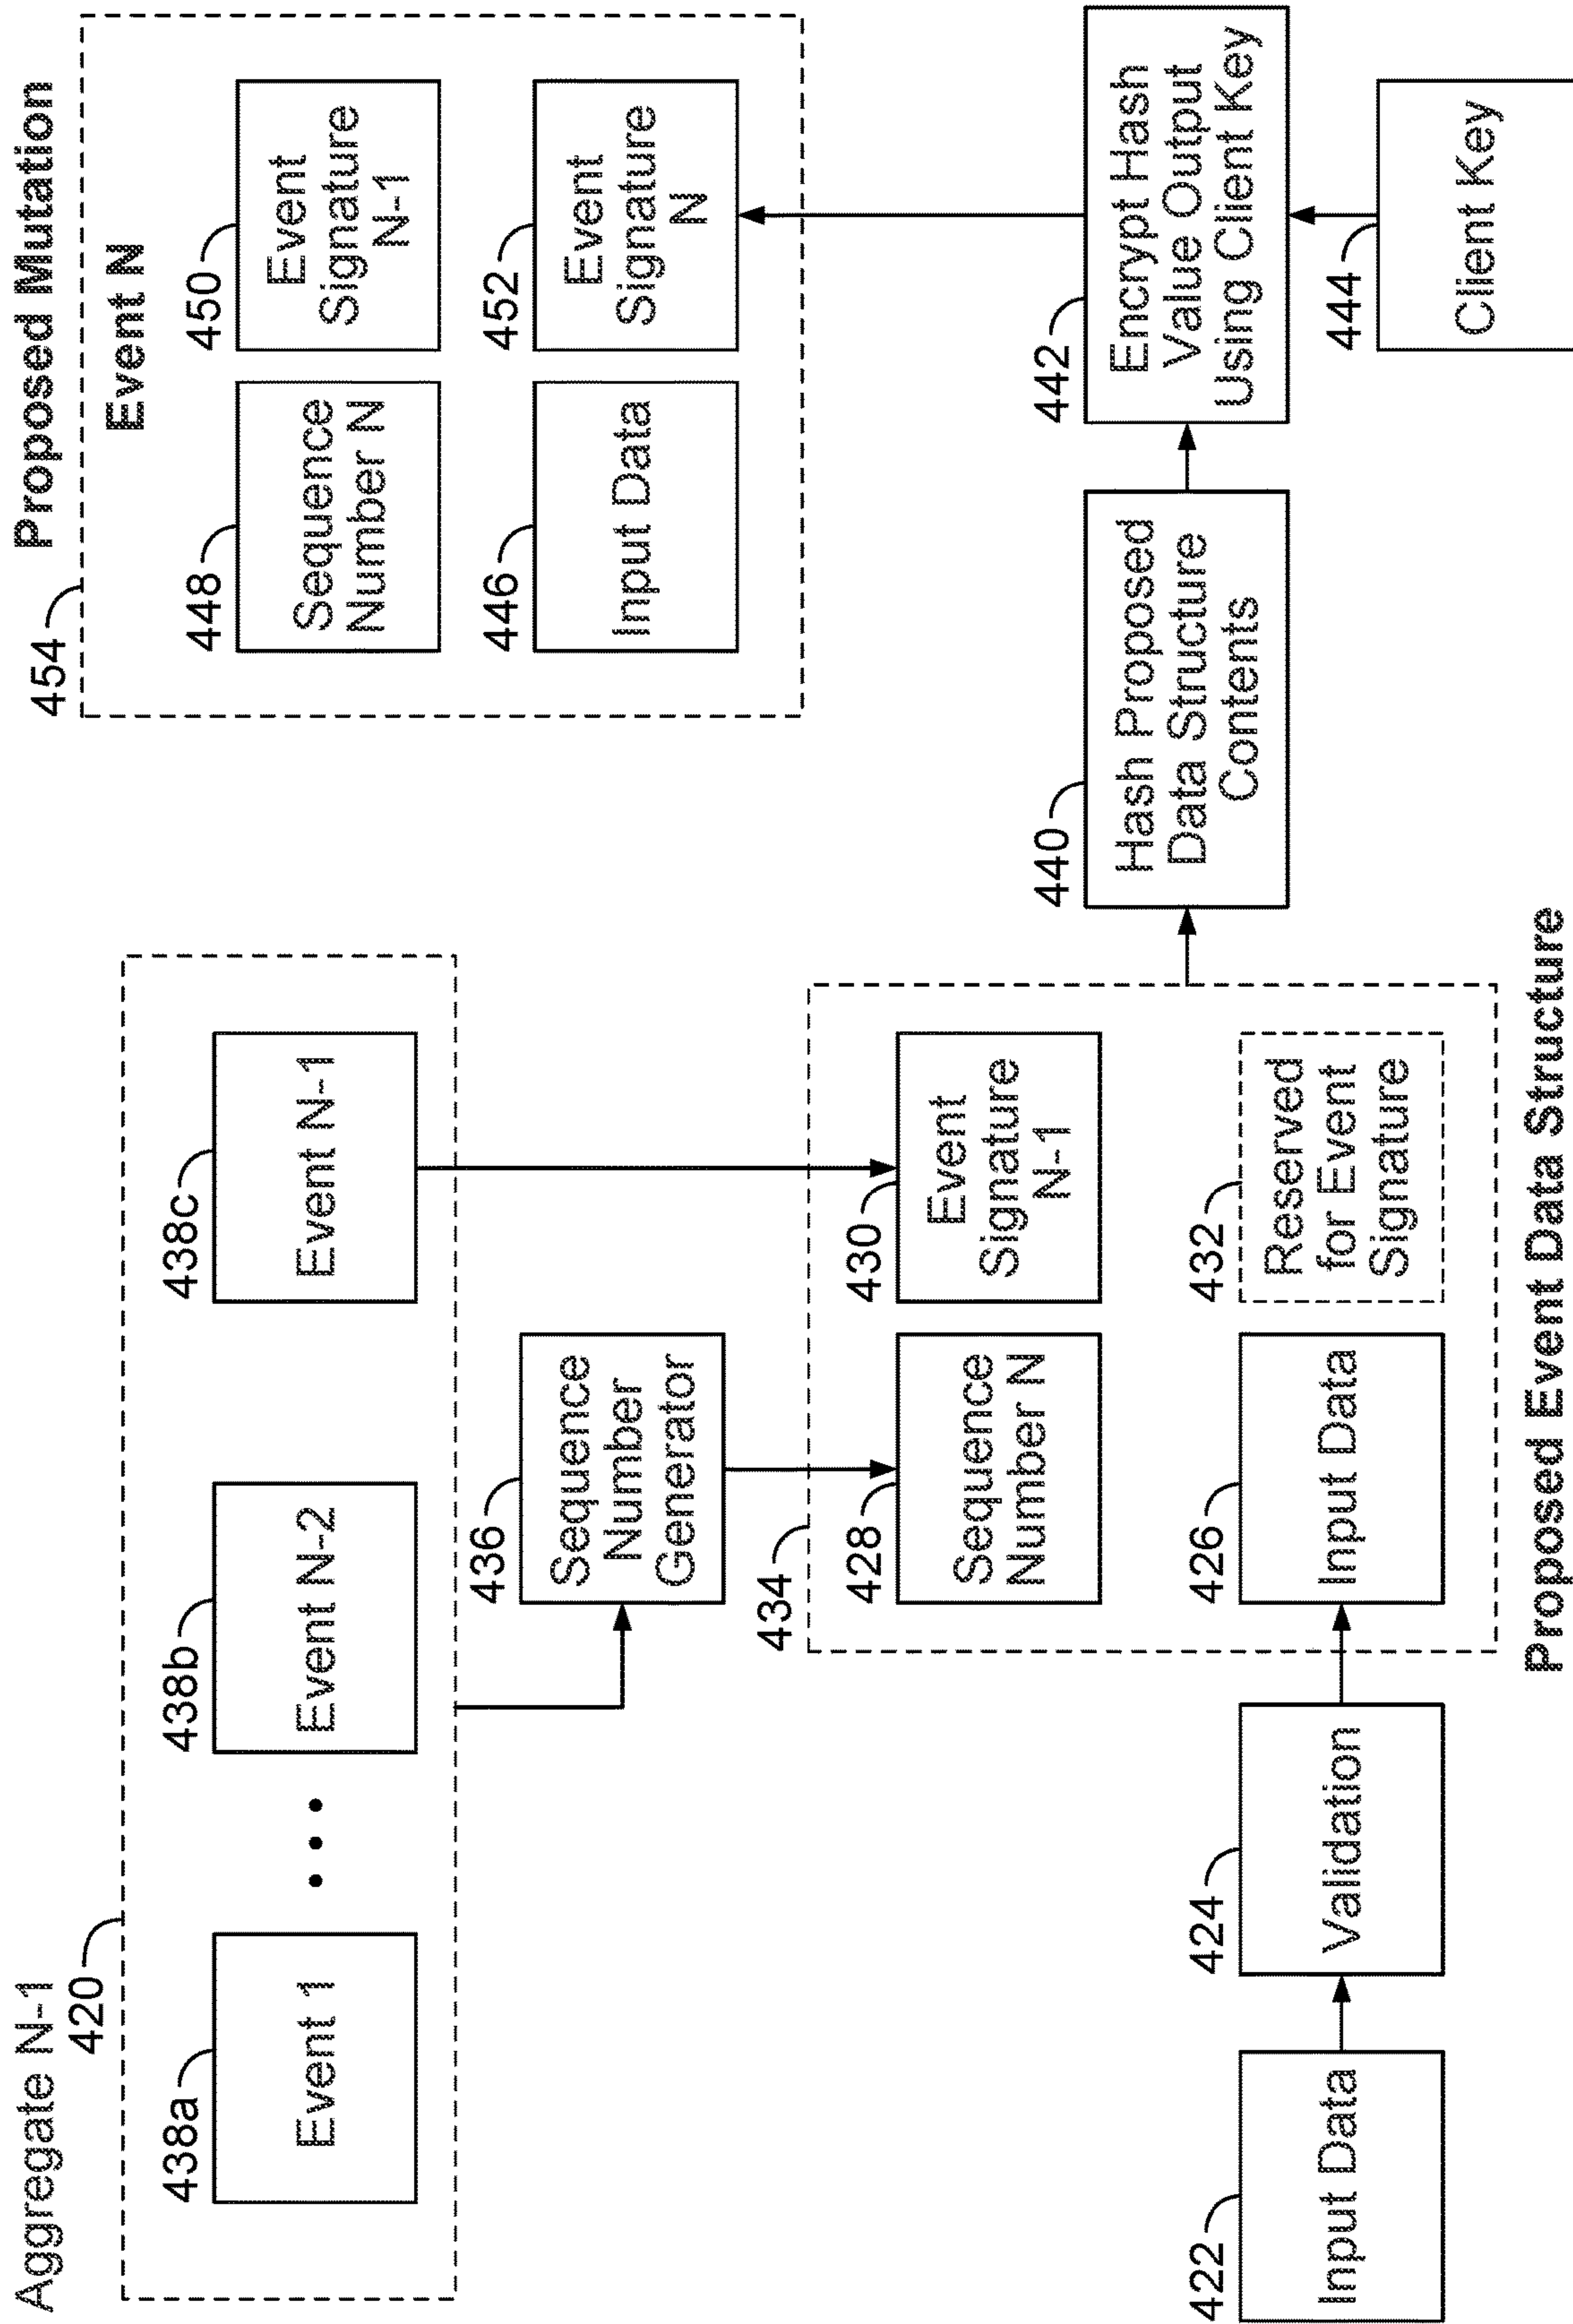 Aggregate N-1
420
438a
Event 1
438b
Event N-2
438c
Event N-1
436
Sequence
Number
Generator
434
428
Sequence
Number N
430
Event
Signature
N-1
422
Input Data
424
Validation
426
Input Data
432
Reserved
for Event
Signature
Proposed Event Data Structure
440
Hash Proposed
Data Structure
Contents
442
Encrypt Hash
Value Output
Using Client Key
444
Client Key
Proposed Mutation
454
Event N
448
Sequence
Number N
450
Event
Signature
N-1
446
Input Data
452
Event
Signature
N